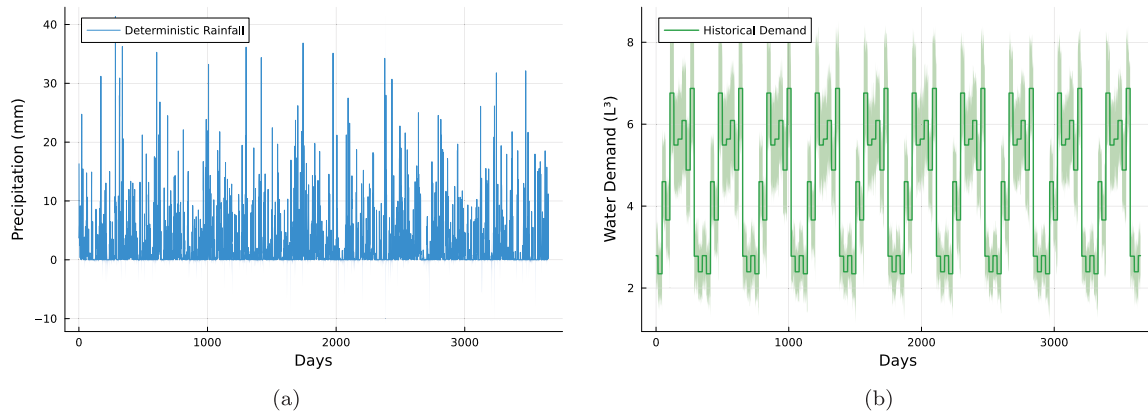 Deterministic Rainfall
Precipitation (mm)
40
30
20
10
0
−10
0
1000
2000
3000
Days
(a)
Historical Demand
Water Demand (L³)
8
6
4
2
0
1000
2000
3000
Days
(b)